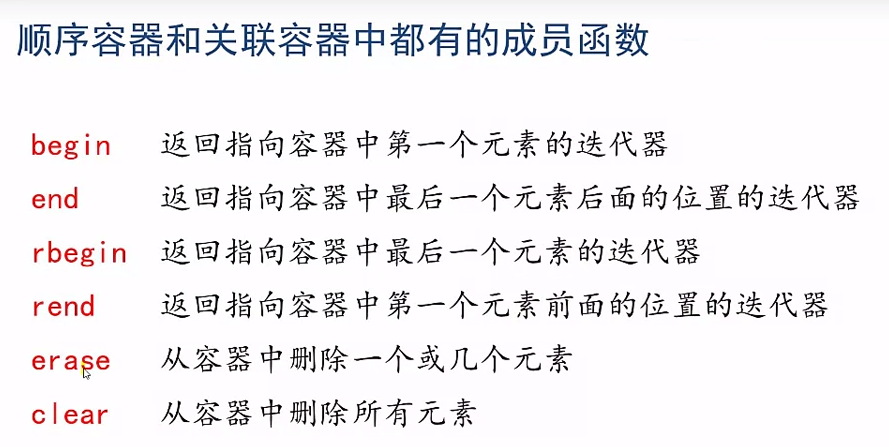 顺序容器和关联容器中都有的成员函数
begin 返回指向容器中第一个元素的迭代器
end 返回指向容器中最后一个元素后面的位置的迭代器
rbegin 返回指向容器中最后一个元素的迭代器
rend 返回指向容器中第一个元素前面的位置的迭代器
erase 从容器中删除一个或几个元素
clear 从容器中删除所有元素